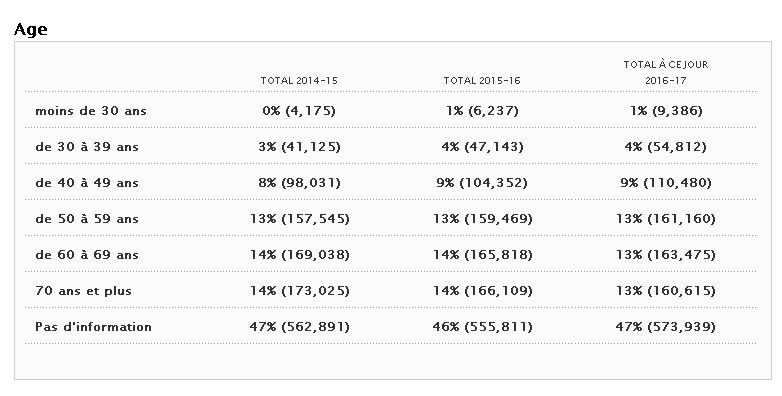 Age
TOTAL 2014-15 TOTAL 2015-16 TOTAL À CE JOUR
2016-17
moins de 30 ans 0% (4,175) 1% (6,237) 1% (9,386)
de 30 à 39 ans 3% (41,125) 4% (47,143) 4% (54,812)
de 40 à 49 ans 8% (98,031) 9% (104,352) 9% (110,480)
de 50 à 59 ans 13% (157,545) 13% (159,469) 13% (161,160)
de 60 à 69 ans 14% (169,038) 14% (165,818) 13% (163,475)
70 ans et plus 14% (173,025) 14% (166,109) 13% (160,615)
Pas d'information 47% (562,891) 46% (555,811) 47% (573,939)